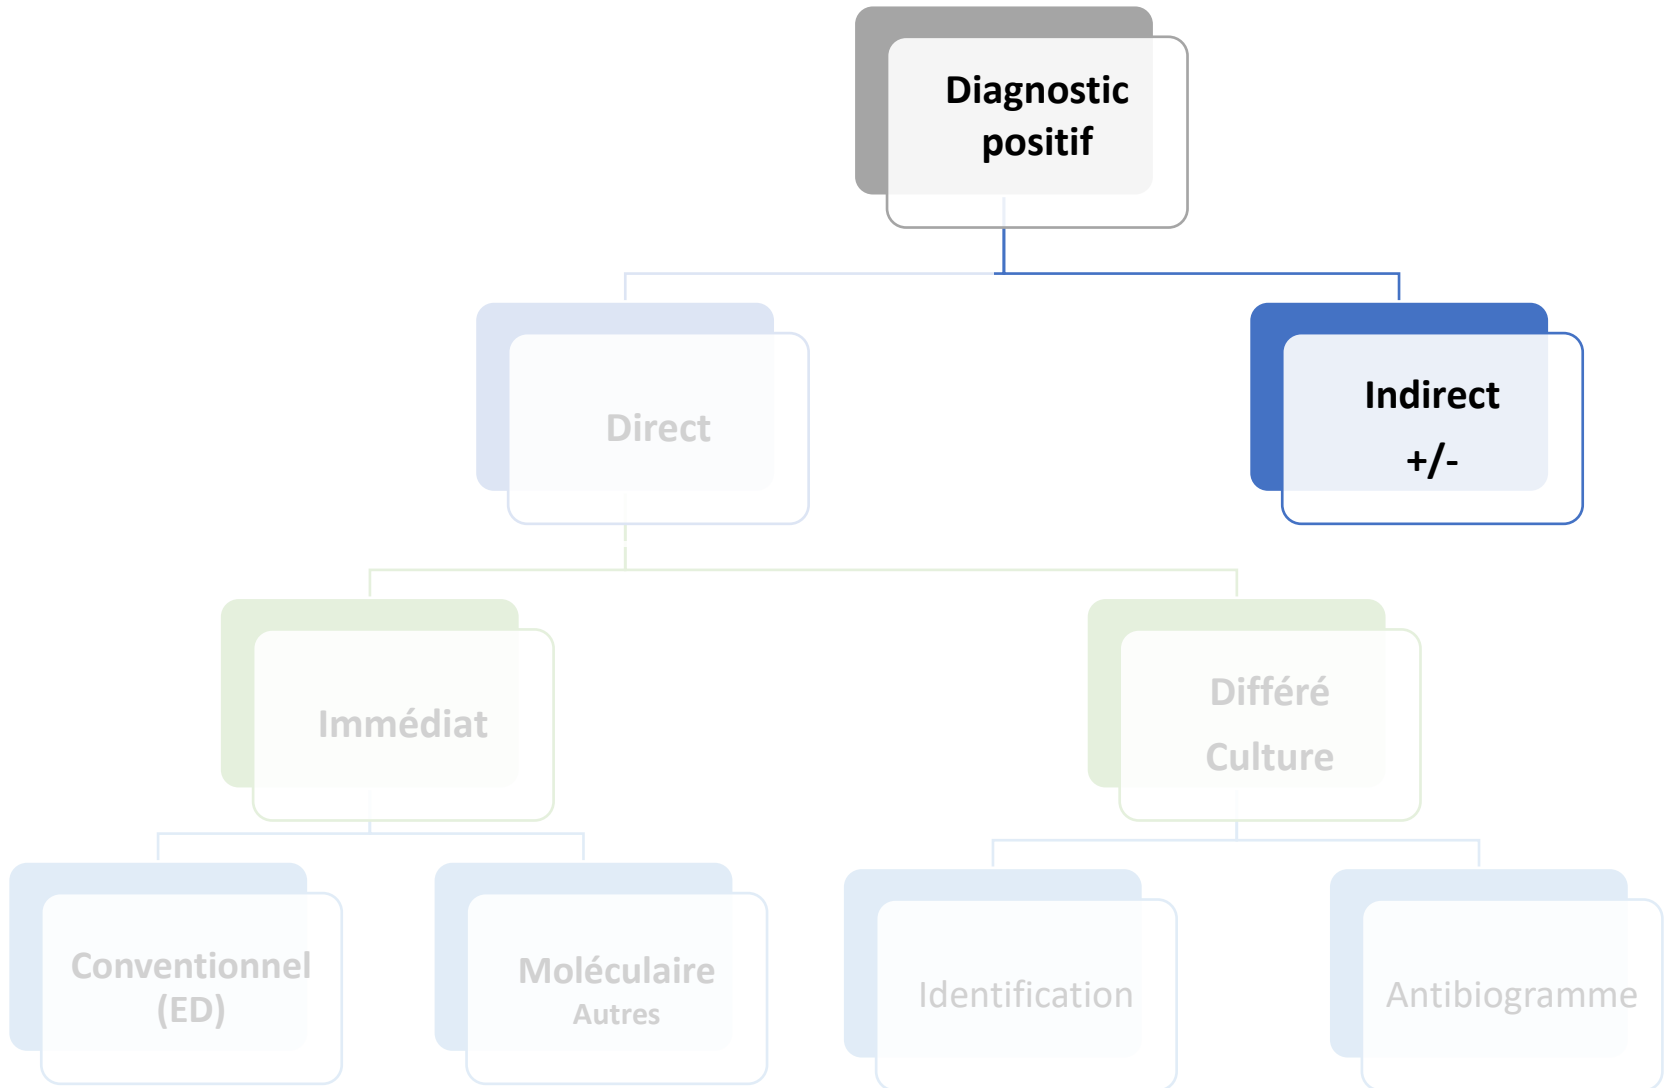 Diagnostic
positif
Direct
Indirect
+/-
Immédiat
Différé
Culture
Conventionnel
(ED)
Moléculaire
Autres
Identification
Antibiogramme